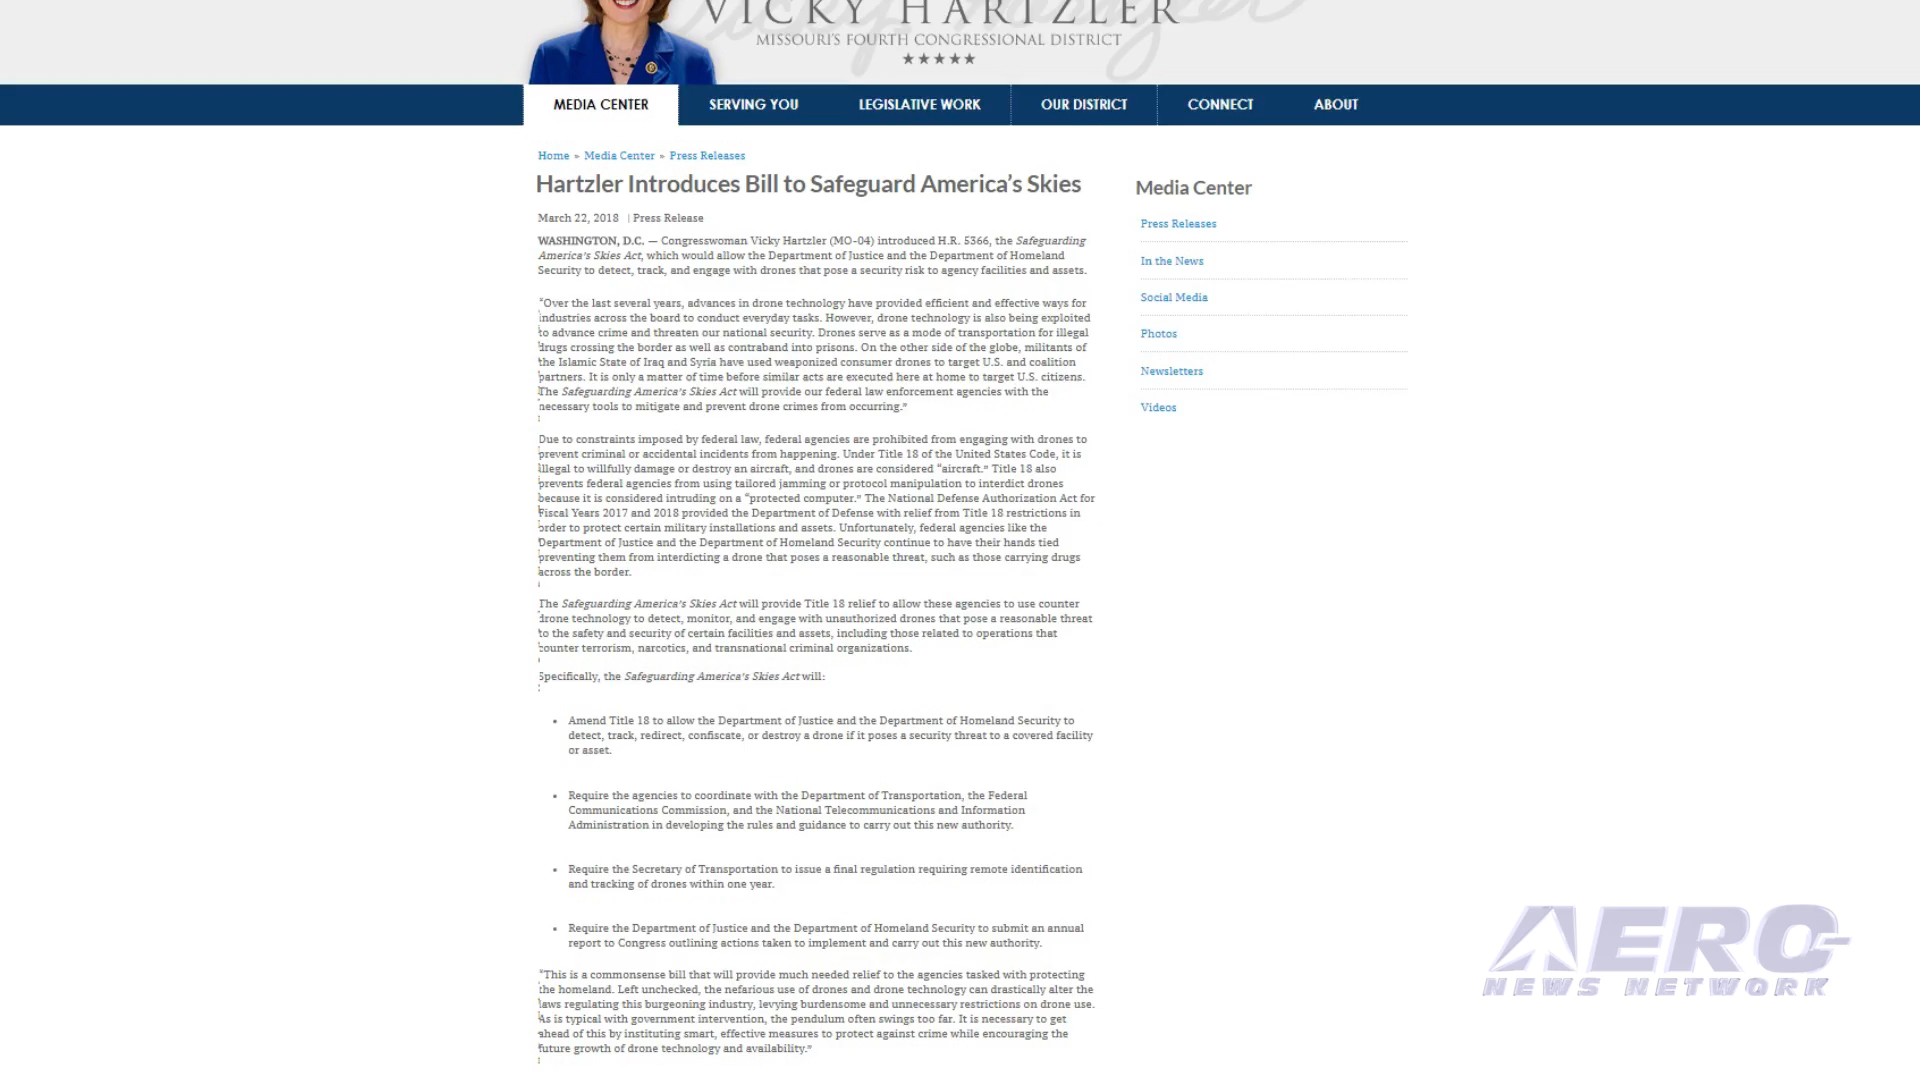 VICKY HARTZLER
MISSOURI'S FOURTH CONGRESSIONAL DISTRICT
★★★★★
MEDIA CENTER SERVING YOU LEGISLATIVE WORK OUR DISTRICT CONNECT ABOUT
Home » Media Center » Press Releases
Hartzler Introduces Bill to Safeguard America's Skies
March 22, 2018 | Press Release
WASHINGTON, D.C. — Congresswoman Vicky Hartzler (MO-04) introduced H.R. 5366, the Safeguarding
America's Skies Act, which would allow the Department of Justice and the Department of Homeland
Security to detect, track, and engage with drones that pose a security risk to agency facilities and assets.
"Over the last several years, advances in drone technology have provided efficient and effective ways for
industries across the board to conduct everyday tasks. However, drone technology is also being exploited
to advance crime and threaten our national security. Drones serve as a mode of transportation for illegal
drugs crossing the border as well as contraband into prisons. On the other side of the globe, militants of
the Islamic State of Iraq and Syria have used weaponized consumer drones to target U.S. and coalition
partners. It is only a matter of time before similar acts are executed here at home to target U.S. citizens.
The Safeguarding America's Skies Act will provide our federal law enforcement agencies with the
necessary tools to mitigate and prevent drone crimes from occurring."
Due to constraints imposed by federal law, federal agencies are prohibited from engaging with drones to
prevent criminal or accidental incidents from happening. Under Title 18 of the United States Code, it is
illegal to willfully damage or destroy an aircraft, and drones are considered "aircraft." Title 18 also
prevents federal agencies from using tailored jamming or protocol manipulation to interdict drones
because it is considered intruding on a "protected computer." The National Defense Authorization Act for
Fiscal Years 2017 and 2018 provided the Department of Defense with relief from Title 18 restrictions in
order to protect certain military installations and assets. Unfortunately, federal agencies like the
Department of Justice and the Department of Homeland Security continue to have their hands tied
preventing them from interdicting a drone that poses a reasonable threat, such as those carrying drugs
across the border.
The Safeguarding America's Skies Act will provide Title 18 relief to allow these agencies to use counter
drone technology to detect, monitor, and engage with unauthorized drones that pose a reasonable threat
to the safety and security of certain facilities and assets, including those related to operations that
counter terrorism, narcotics, and transnational criminal organizations.
Specifically, the Safeguarding America's Skies Act will:
• Amend Title 18 to allow the Department of Justice and the Department of Homeland Security to
detect, track, redirect, confiscate, or destroy a drone if it poses a security threat to a covered facility
or asset.
• Require the agencies to coordinate with the Department of Transportation, the Federal
Communications Commission, and the National Telecommunications and Information
Administration in developing the rules and guidance to carry out this new authority.
• Require the Secretary of Transportation to issue a final regulation requiring remote identification
and tracking of drones within one year.
• Require the Department of Justice and the Department of Homeland Security to submit an annual
report to Congress outlining actions taken to implement and carry out this new authority.
"This is a commonsense bill that will provide much needed relief to the agencies tasked with protecting
the homeland. Left unchecked, the nefarious use of drones and drone technology can drastically alter the
laws regulating this burgeoning industry, levying burdensome and unnecessary restrictions on drone use.
As is typical with government intervention, the pendulum often swings too far. It is necessary to get
ahead of this by instituting smart, effective measures to protect against crime while encouraging the
future growth of drone technology and availability."
Media Center
Press Releases
In the News
Social Media
Photos
Newsletters
Videos
AERO-
NEWS NETWORK